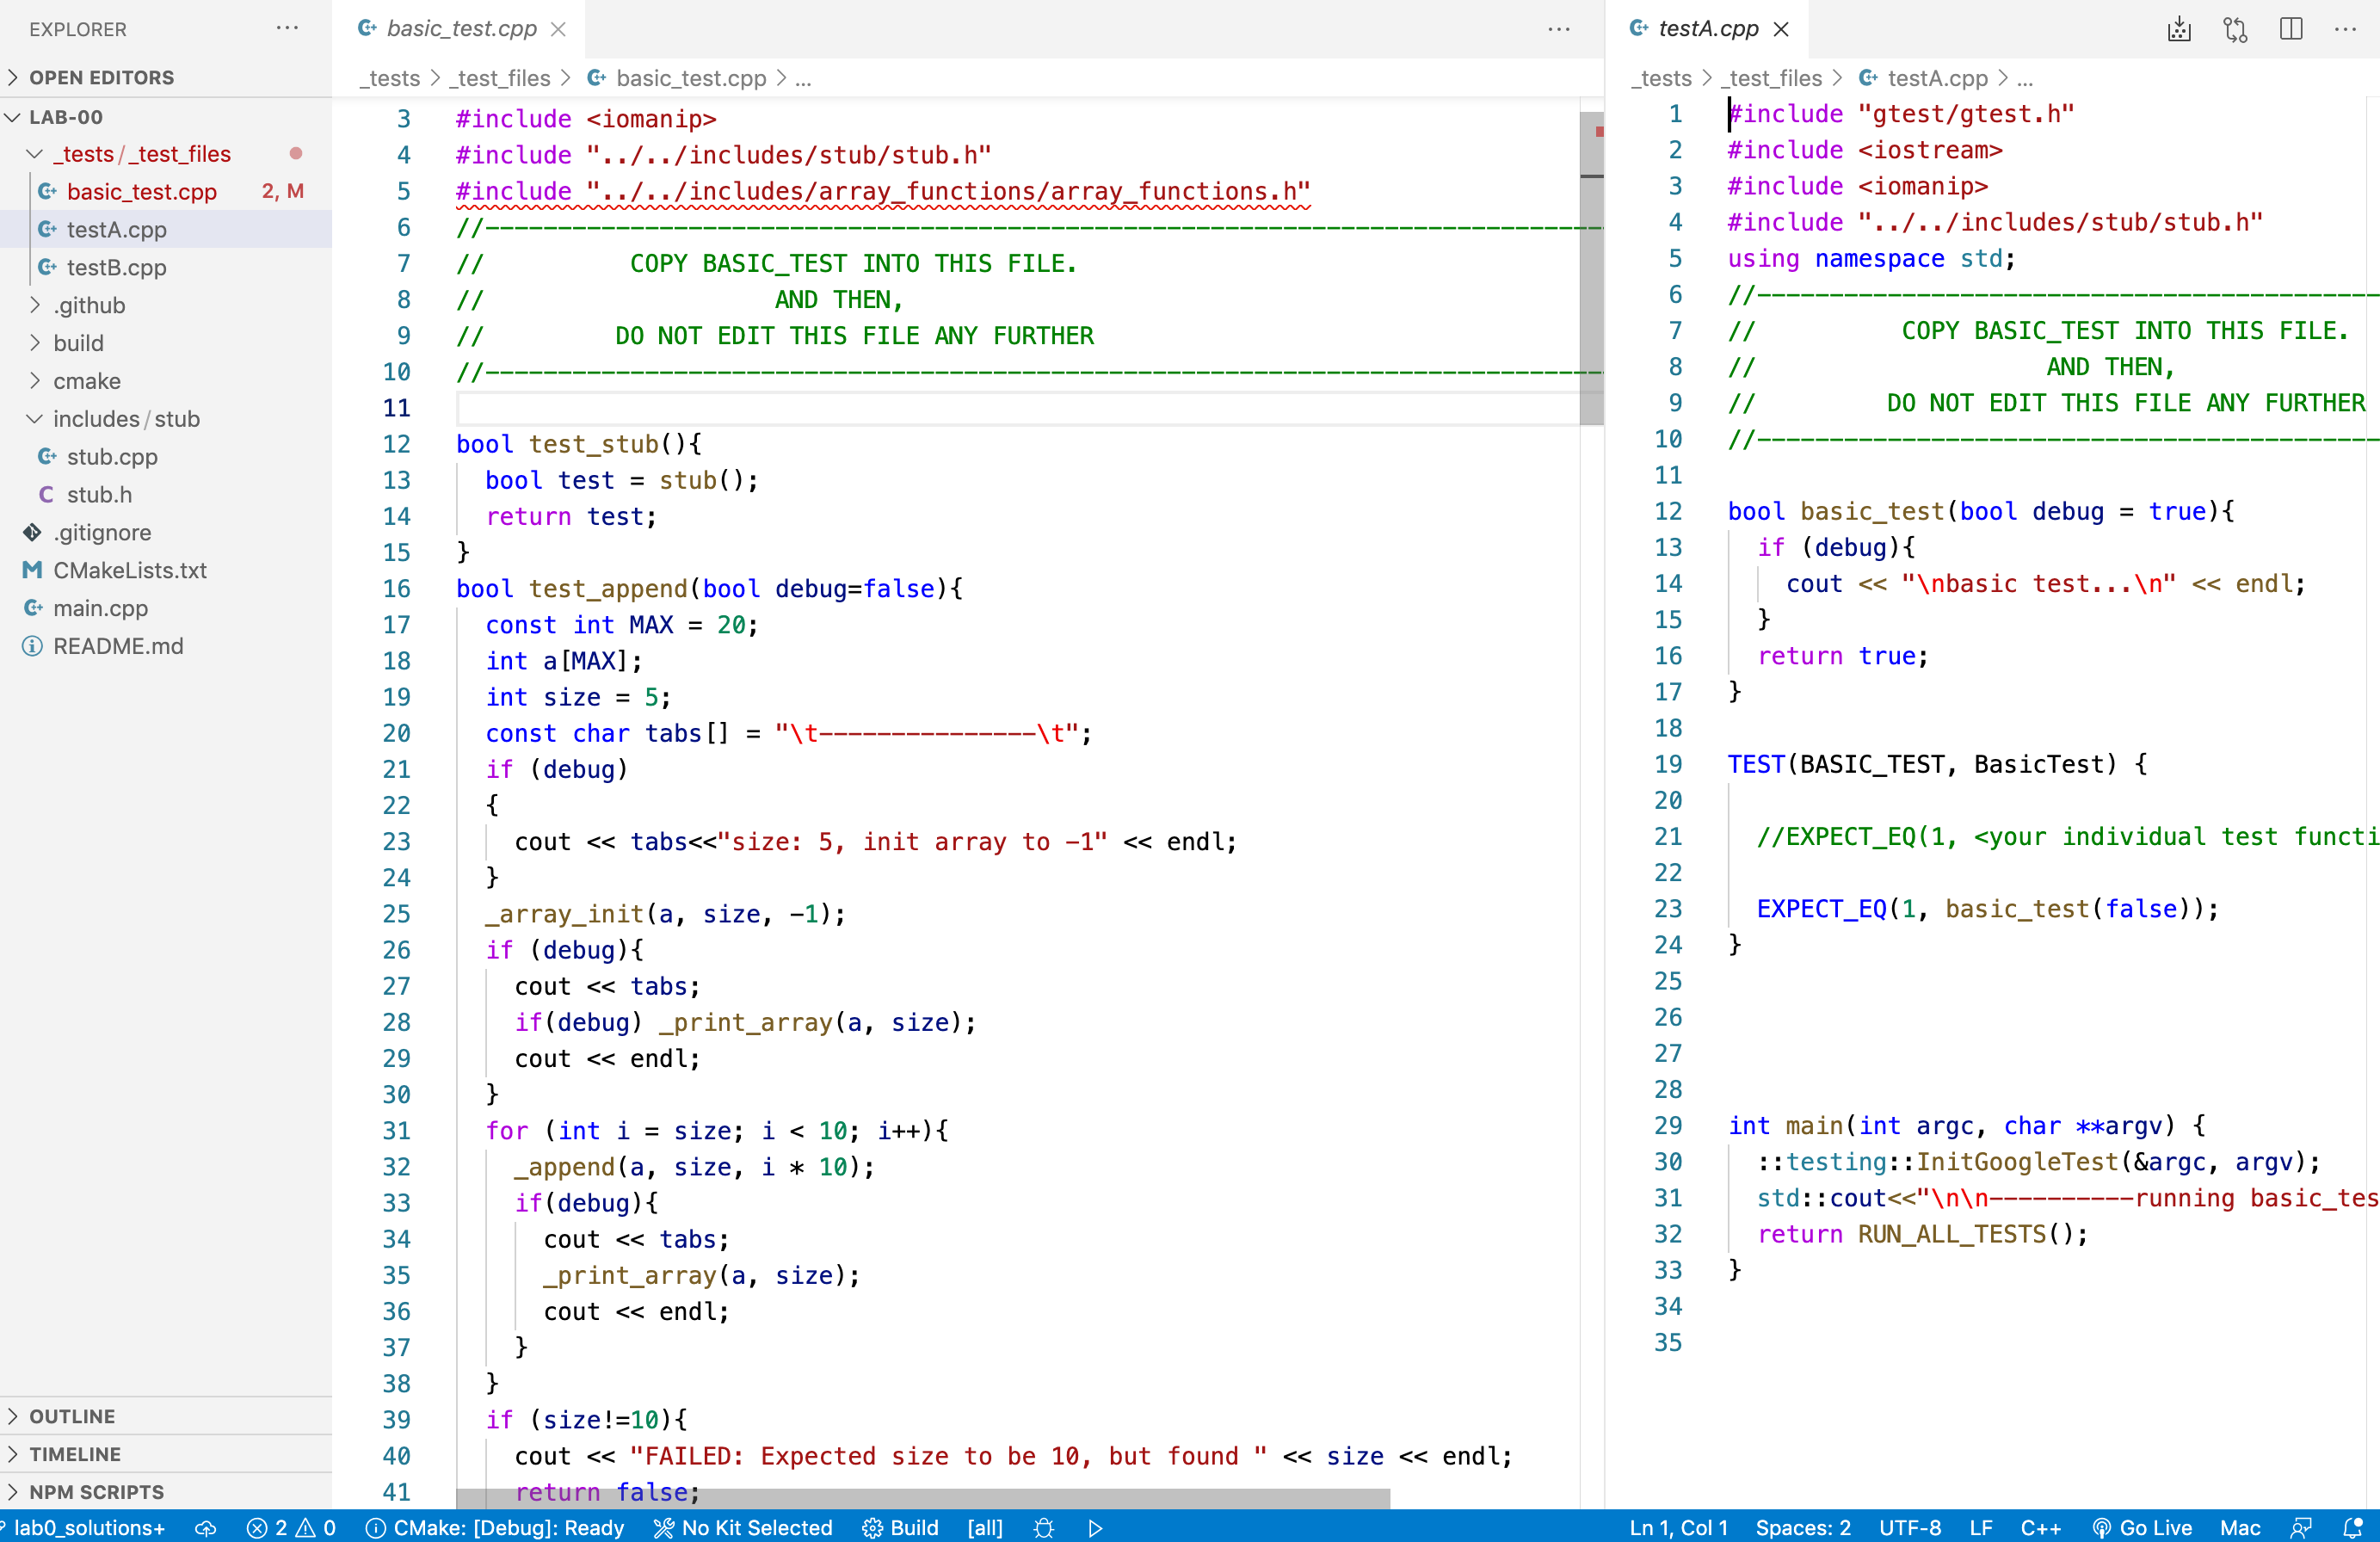 EXPLORER
OPEN EDITORS
LAB-00
_tests/_test_files
basic_test.cpp 2, M
testA.cpp
testB.cpp
.github
build
cmake
includes/stub
stub.cpp
stub.h
.gitignore
CMakeLists.txt
main.cpp
README.md
OUTLINE
TIMELINE
NPM SCRIPTS
basic_test.cpp
_tests > _test_files > basic_test.cpp > ...
3 #include <iomanip>
4 #include "../../includes/stub/stub.h"
5 #include "../../includes/array_functions/array_functions.h"
6 //------------------------------------------------------------------------------
7 //          COPY BASIC_TEST INTO THIS FILE.
8 //                    AND THEN,
9 //         DO NOT EDIT THIS FILE ANY FURTHER
10 //------------------------------------------------------------------------------
11
12 bool test_stub(){
13   bool test = stub();
14   return test;
15 }
16 bool test_append(bool debug=false){
17   const int MAX = 20;
18   int a[MAX];
19   int size = 5;
20   const char tabs[] = "\t---------------\t";
21   if (debug)
22   {
23     cout << tabs<<"size: 5, init array to -1" << endl;
24   }
25   _array_init(a, size, -1);
26   if (debug){
27     cout << tabs;
28     if(debug) _print_array(a, size);
29     cout << endl;
30   }
31   for (int i = size; i < 10; i++){
32     _append(a, size, i * 10);
33     if(debug){
34       cout << tabs;
35       _print_array(a, size);
36       cout << endl;
37     }
38   }
39   if (size!=10){
40     cout << "FAILED: Expected size to be 10, but found " << size << endl;
41     return false;
testA.cpp
_tests > _test_files > testA.cpp > ...
1 #include "gtest/gtest.h"
2 #include <iostream>
3 #include <iomanip>
4 #include "../../includes/stub/stub.h"
5 using namespace std;
6 //-------------------------------------------
7 //          COPY BASIC_TEST INTO THIS FILE.
8 //                    AND THEN,
9 //         DO NOT EDIT THIS FILE ANY FURTHER
10 //-------------------------------------------
11
12 bool basic_test(bool debug = true){
13   if (debug){
14     cout << "\nbasic test...\n" << endl;
15   }
16   return true;
17 }
18
19 TEST(BASIC_TEST, BasicTest) {
20
21   //EXPECT_EQ(1, <your individual test functi
22
23   EXPECT_EQ(1, basic_test(false));
24 }
25
26
27
28
29 int main(int argc, char **argv) {
30   ::testing::InitGoogleTest(&argc, argv);
31   std::cout<<"\n\n----------running basic_tes
32   return RUN_ALL_TESTS();
33 }
34
35
lab0_solutions+ 2 0 CMake: [Debug]: Ready No Kit Selected Build [all] Ln 1, Col 1 Spaces: 2 UTF-8 LF C++ Go Live Mac